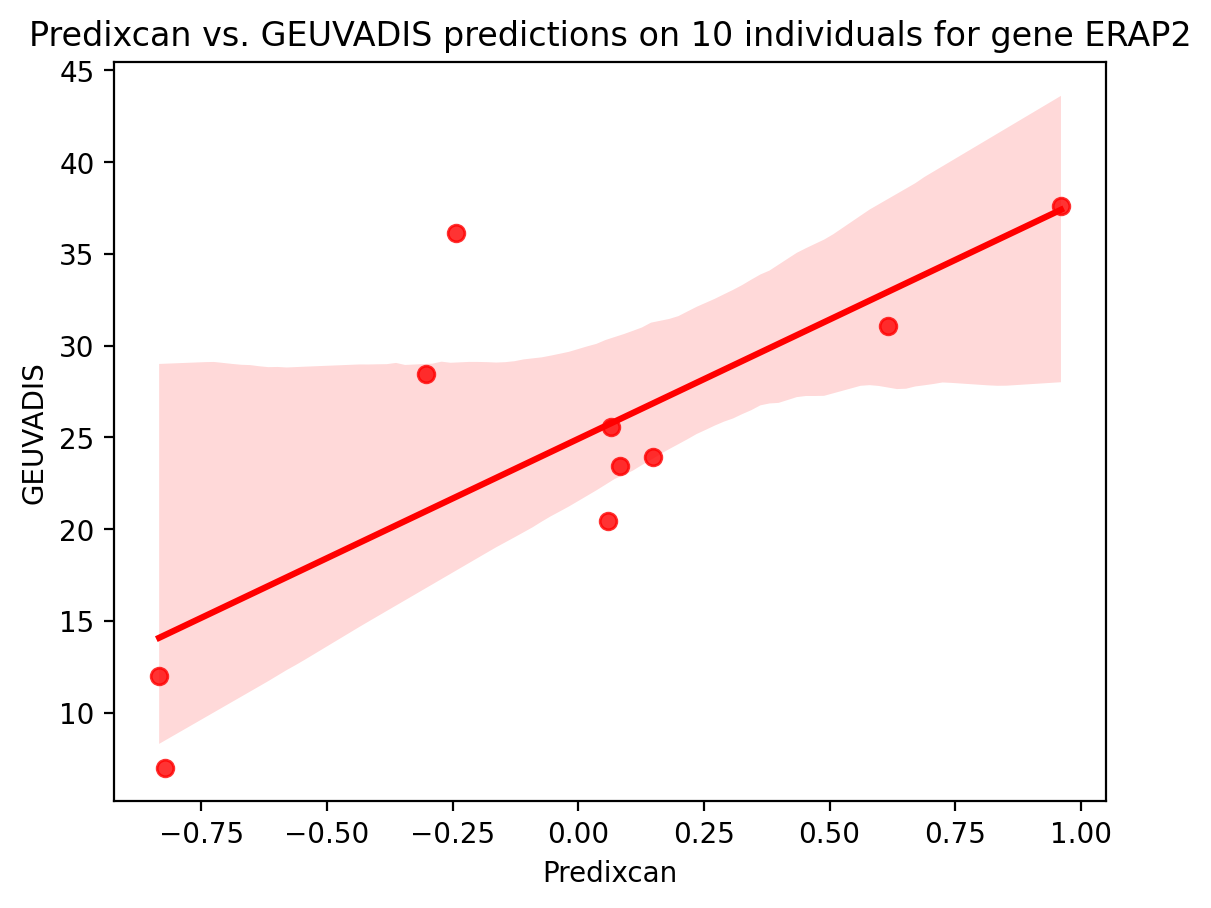 Predixcan vs. GEUVADIS predictions on 10 individuals for gene ERAP2
45
40
35
30
25
20
15
10
GEUVADIS
−0.75 −0.50 −0.25 0.00 0.25 0.50 0.75 1.00
Predixcan